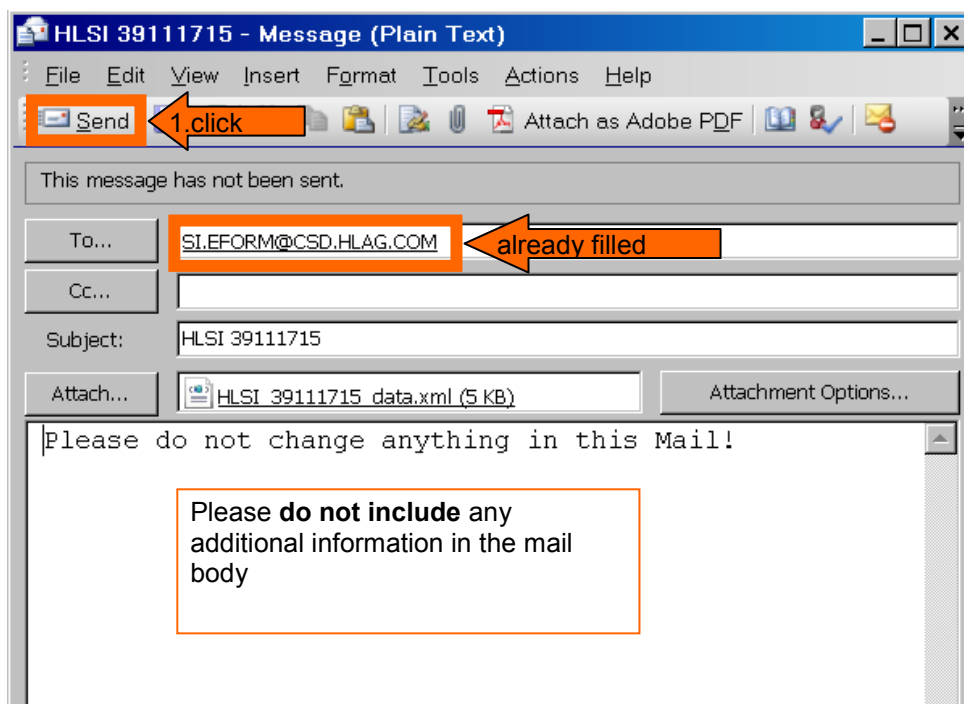 HLSI 39111715 - Message (Plain Text)
File Edit View Insert Format Tools Actions Help
Send 1.click Attach as Adobe PDF
This message has not been sent.
To... SI.EFORM@CSD.HLAG.COM already filled
Cc...
Subject: HLSI 39111715
Attach... HLSI_39111715_data.xml (5 KB) Attachment Options...
Please do not change anything in this Mail!
Please do not include any
additional information in the mail
body